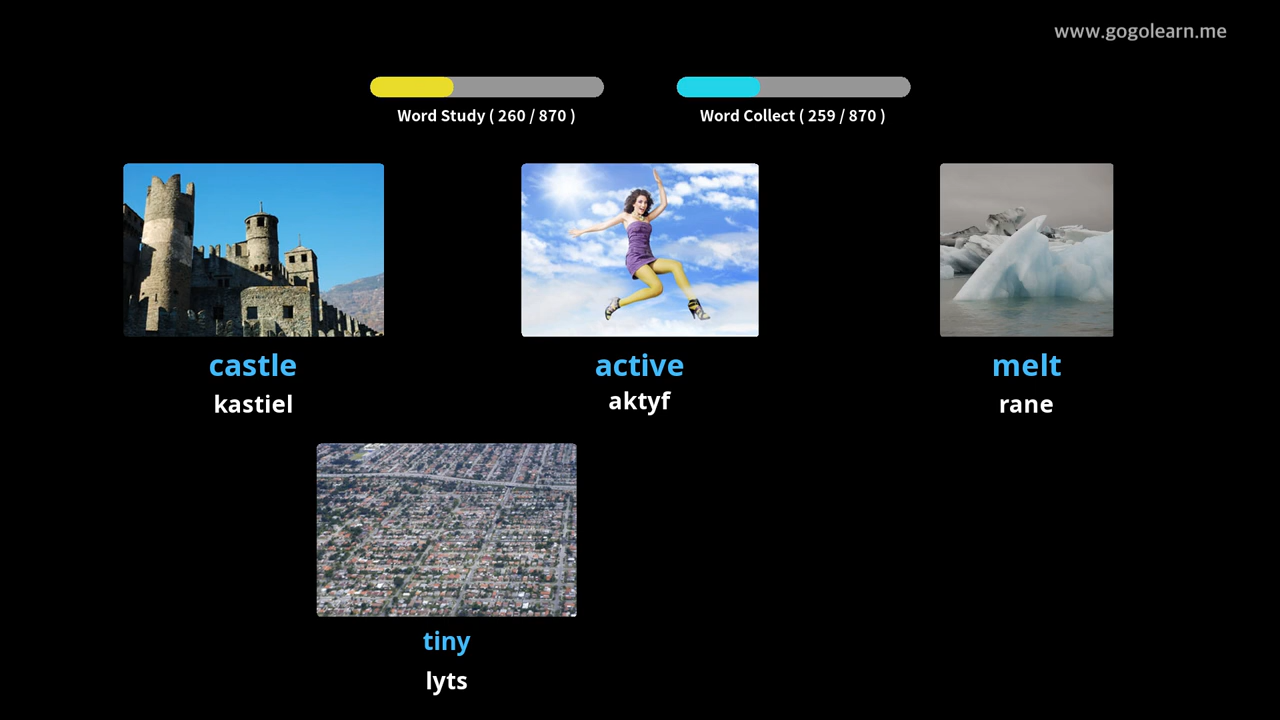 www.gogolearn.me
Word Study ( 260 / 870 )
Word Collect ( 259 / 870 )
castle
kastiel
active
aktyf
melt
rane
tiny
lyts